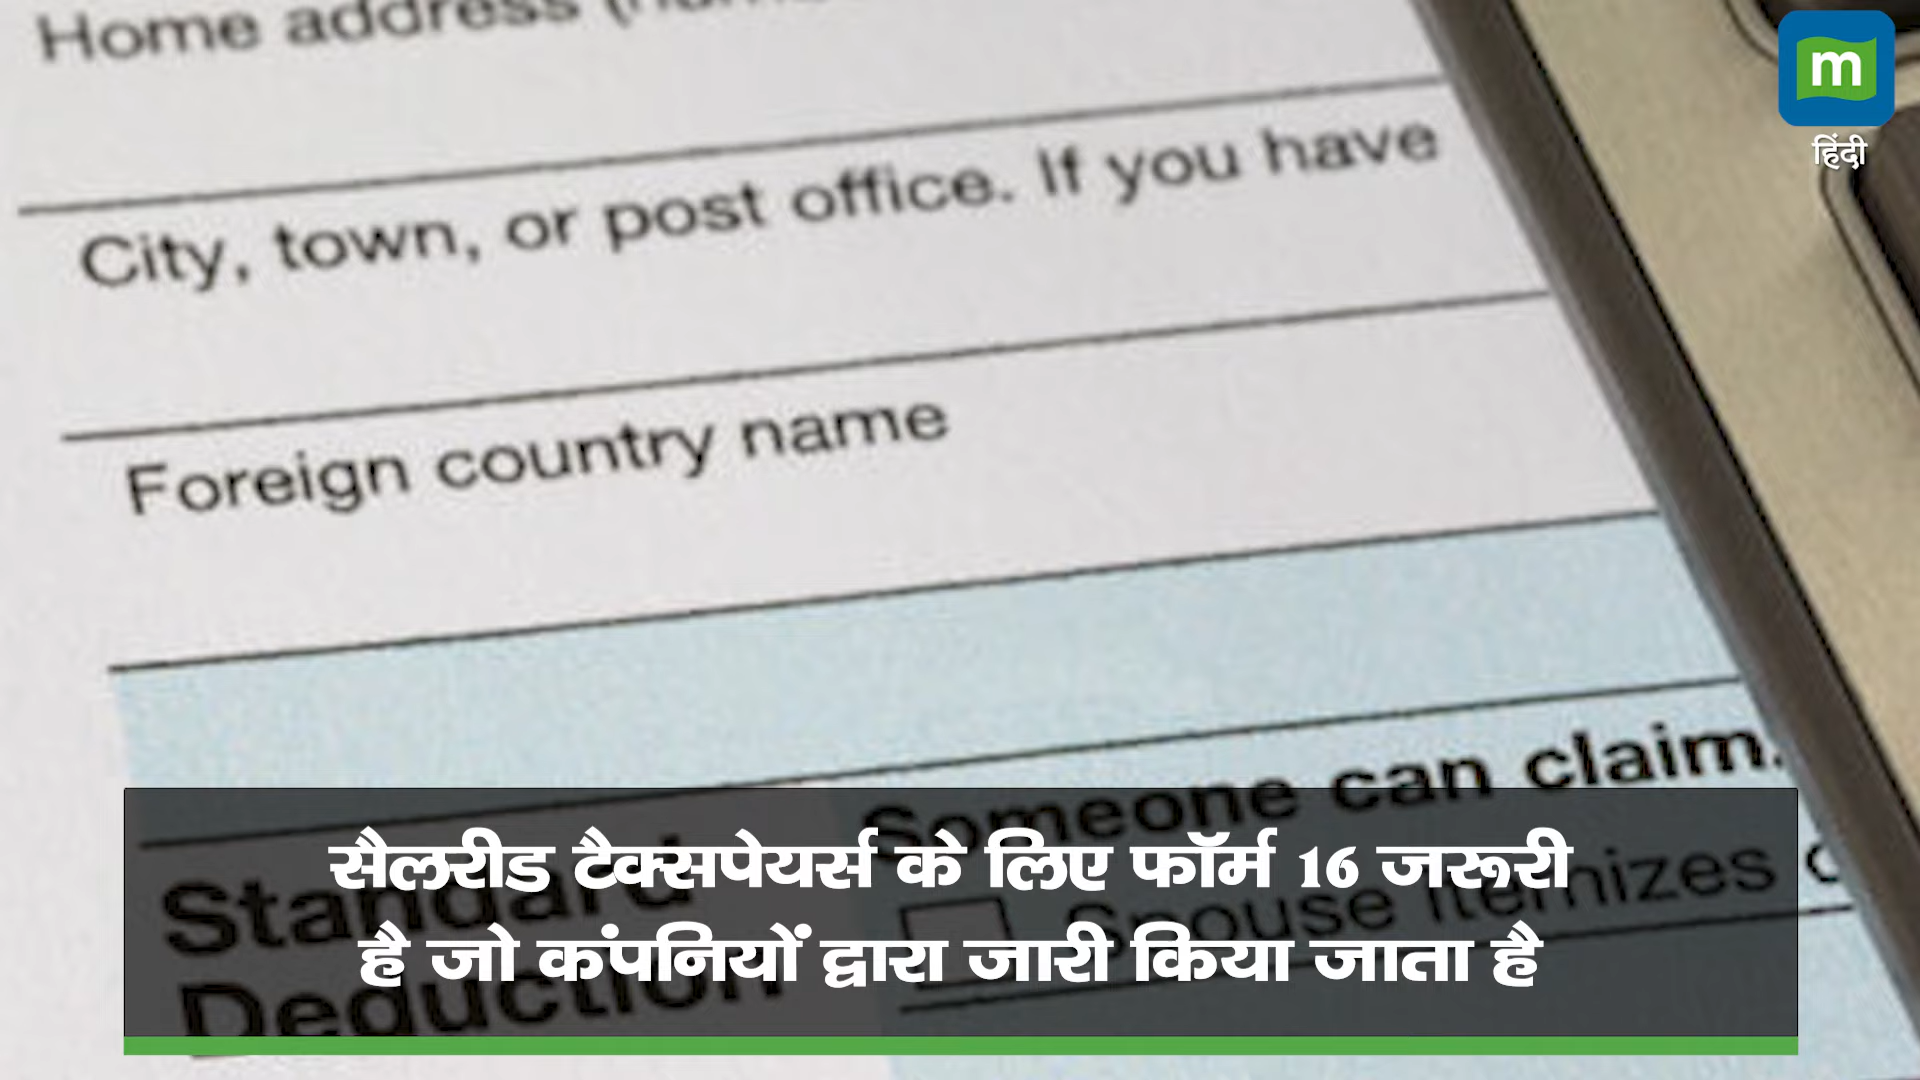 Home address
m
हिंदी
City, town, or post office. If you have
Foreign country name
Someone can claim
Standard
Spouse itemizes
Deduction
सैलरीड टैक्सपेयर्स के लिए फॉर्म 16 जरूरी
है जो कंपनियों द्वारा जारी किया जाता है